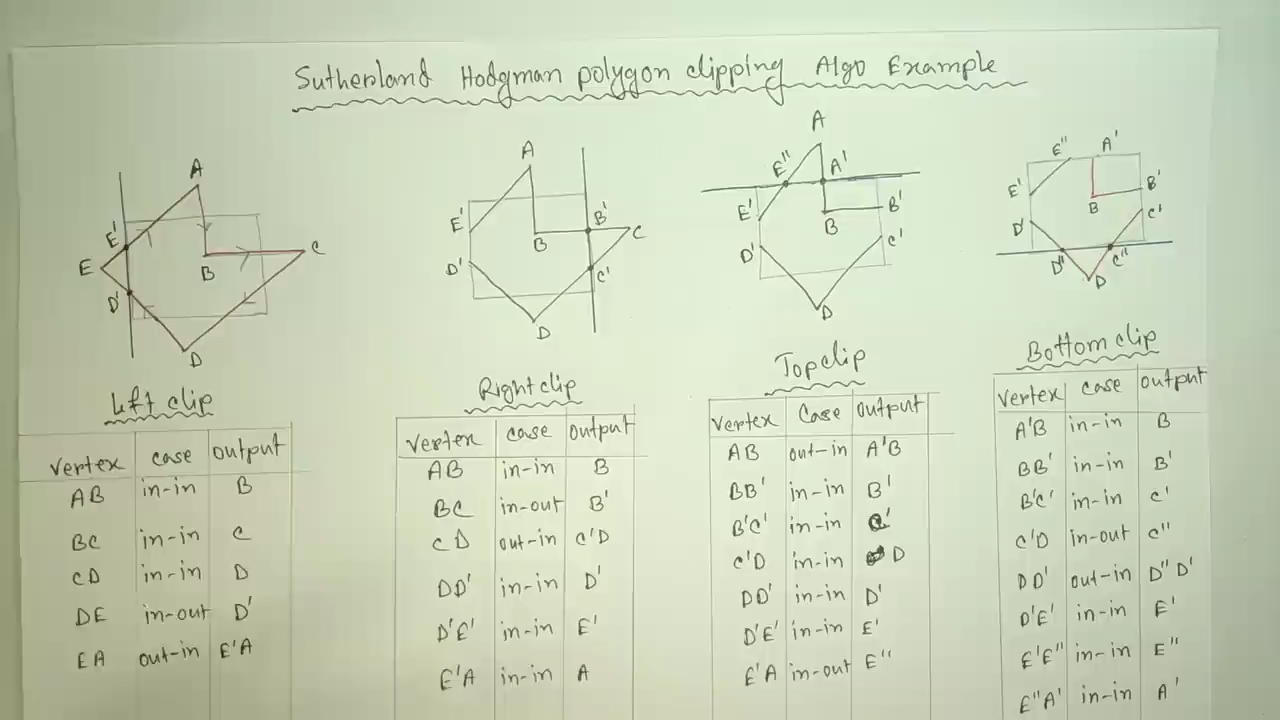 Sutherland Hodgman polygon clipping Algo Example
A
E'
E
B
C
D'
D
A
E'
B'
B
C
D'
C'
D
A
E''
A'
E'
B
B'
D'
C'
D
E''
A'
E'
B'
B
D'
C'
D''
C''
D
Left clip
Vertex case output
AB in-in B
BC in-in C
CD in-in D
DE in-out D'
EA out-in E'A
Right clip
Vertex case output
AB in-in B
BC in-out B'
CD out-in C'D
DD' in-in D'
D'E' in-in E'
E'A in-in A
Top clip
Vertex Case output
AB out-in A'B
BB' in-in B'
B'C' in-in C'
C'D in-in D
DD' in-in D'
D'E' in-in E'
E'A in-out E''
Bottom clip
Vertex case output
A'B in-in B
BB' in-in B'
B'C' in-in C'
C'D in-out C''
DD' out-in D''D'
D'E' in-in E'
E'E'' in-in E''
E''A' in-in A'